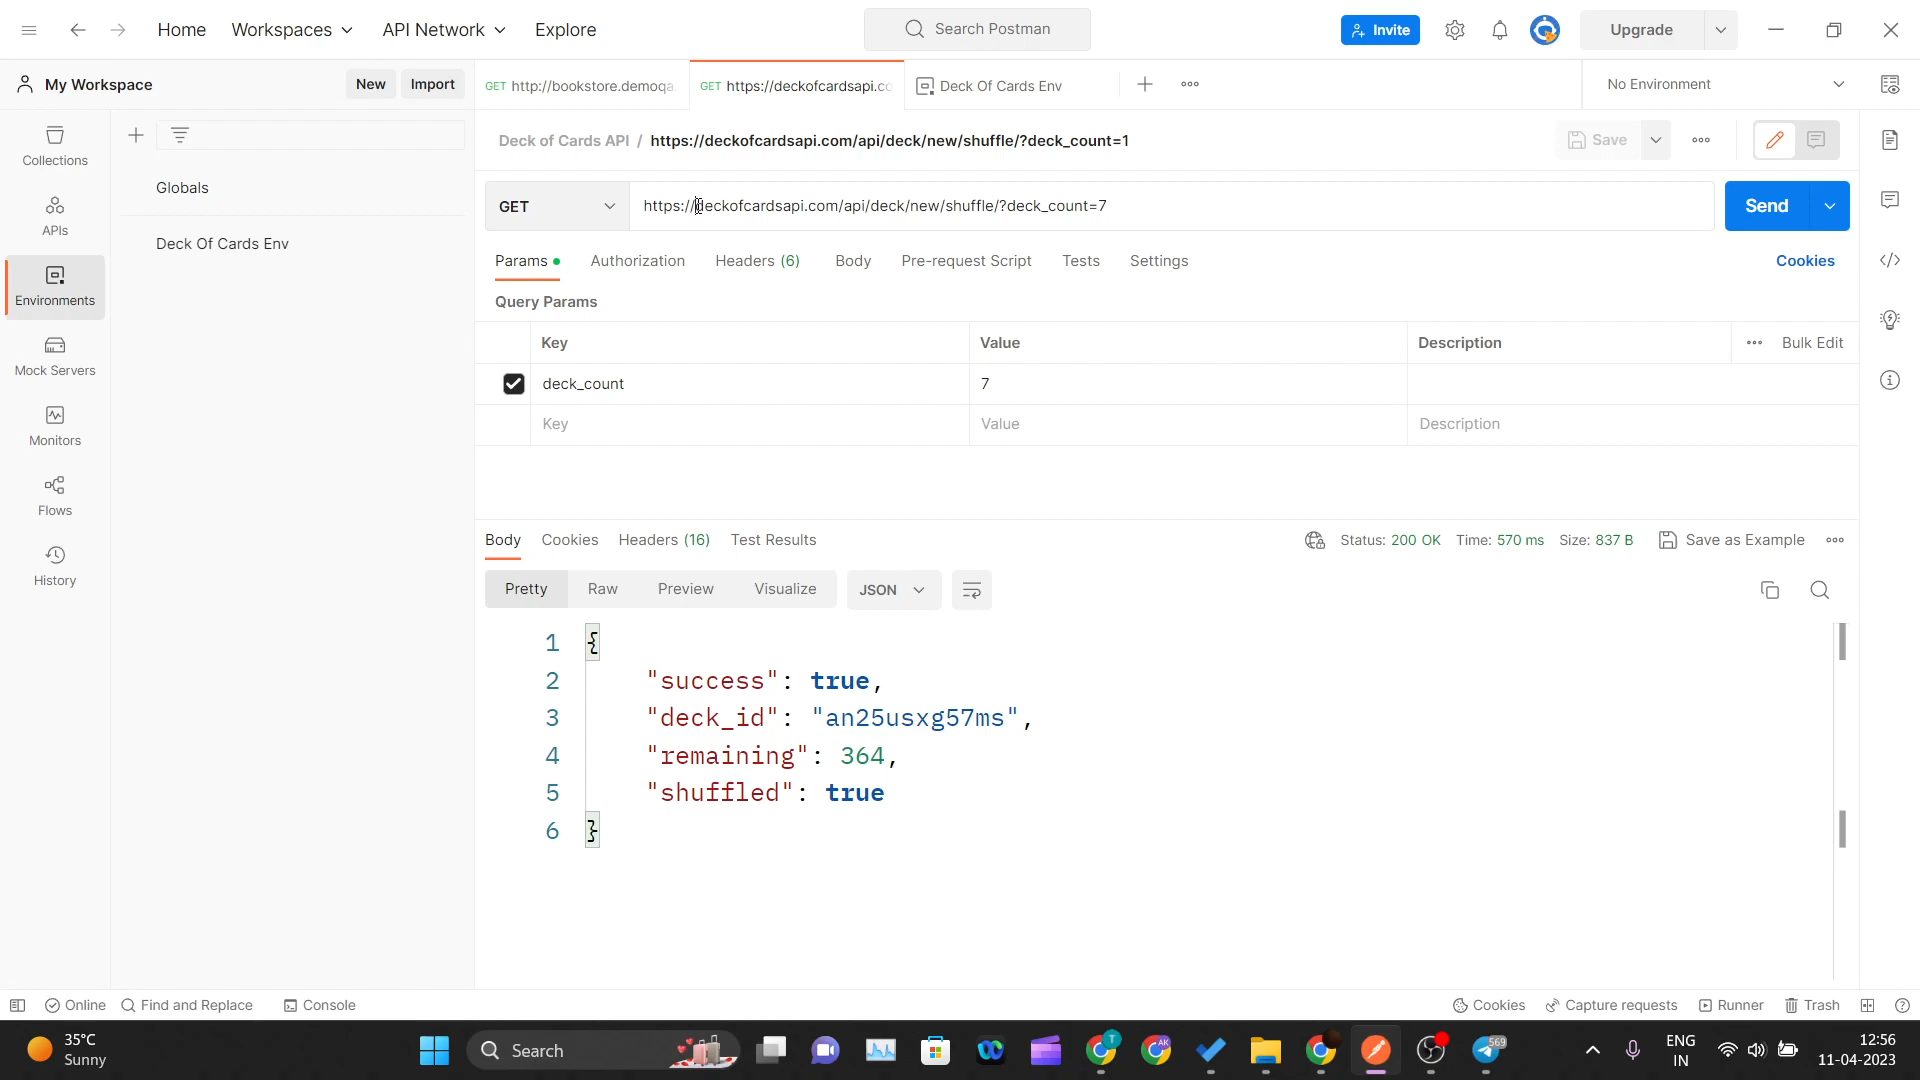 Home
Workspaces
API Network
Explore
Search Postman
Invite
Upgrade
My Workspace
New
Import
GET http://bookstore.demoqa.
GET https://deckofcardsapi.cc
Deck Of Cards Env
No Environment
Collections
APIs
Environments
Mock Servers
Monitors
Flows
History
Globals
Deck Of Cards Env
Deck of Cards API / https://deckofcardsapi.com/api/deck/new/shuffle/?deck_count=1
Save
GET
https://deckofcardsapi.com/api/deck/new/shuffle/?deck_count=7
Send
Params
Authorization
Headers (6)
Body
Pre-request Script
Tests
Settings
Cookies
Query Params
Key
Value
Description
Bulk Edit
deck_count
7
Key
Value
Description
Body
Cookies
Headers (16)
Test Results
Status: 200 OK
Time: 570 ms
Size: 837 B
Save as Example
Pretty
Raw
Preview
Visualize
JSON
1 {
2 "success": true,
3 "deck_id": "an25usxg57ms",
4 "remaining": 364,
5 "shuffled": true
6 }
Online
Find and Replace
Console
Cookies
Capture requests
Runner
Trash
35°C
Sunny
Search
T
AK
569
ENG
IN
12:56
11-04-2023